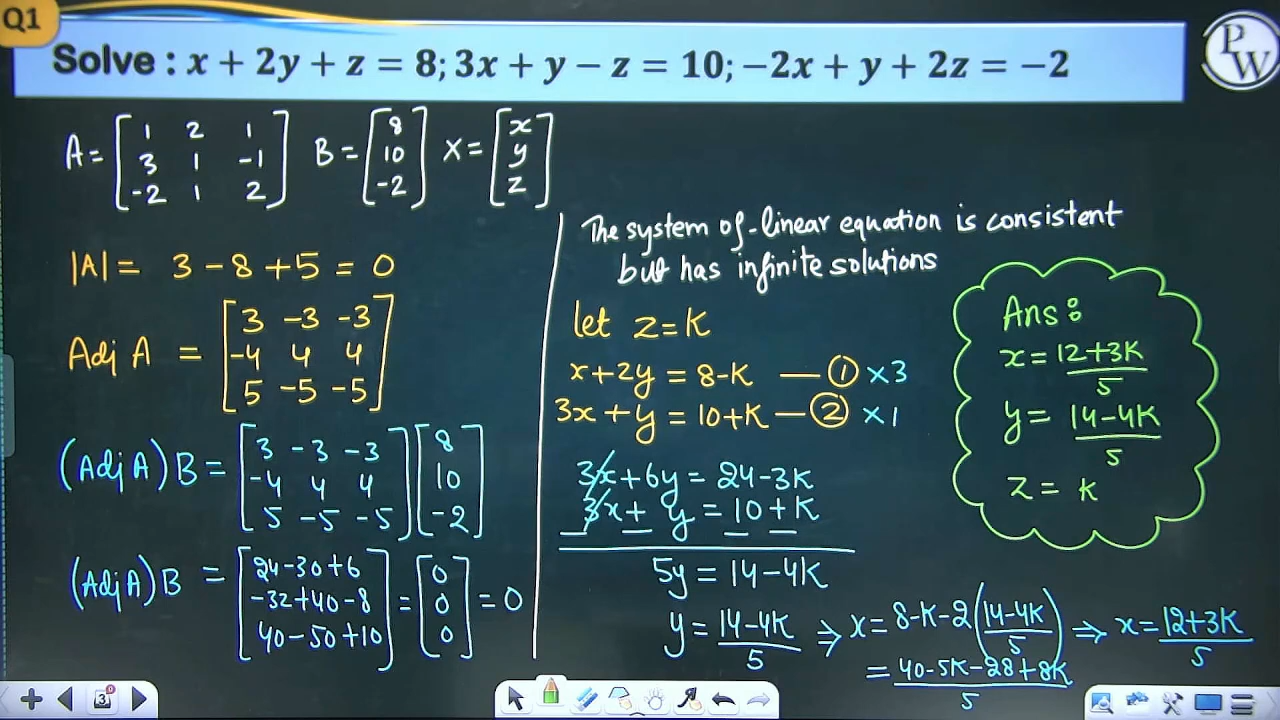 Q1
Solve : x + 2y + z = 8; 3x + y − z = 10; −2x + y + 2z = −2
PW
A = [1 2 1; 3 1 -1; -2 1 2] B = [8; 10; -2] X = [x; y; z]
|A| = 3 - 8 + 5 = 0
Adj A = [3 -3 -3; -4 4 4; 5 -5 -5]
(Adj A) B = [3 -3 -3; -4 4 4; 5 -5 -5] [8; 10; -2]
(Adj A) B = [24-30+6; -32+40-8; 40-50+10] = [0; 0; 0] = 0
The system of linear equation is consistent
but has infinite solutions
let z = K
x + 2y = 8-K — ① ×3
3x + y = 10+K — ② ×1
3x + 6y = 24-3K
3x + y = 10+K
− − − −
5y = 14-4K
y = 14-4K/5 ⇒ x = 8-K-2(14-4K/5) ⇒ x = 12+3K/5
= 40-5K-28+8K/5
Ans:
x = 12+3K/5
y = 14-4K/5
z = K
3